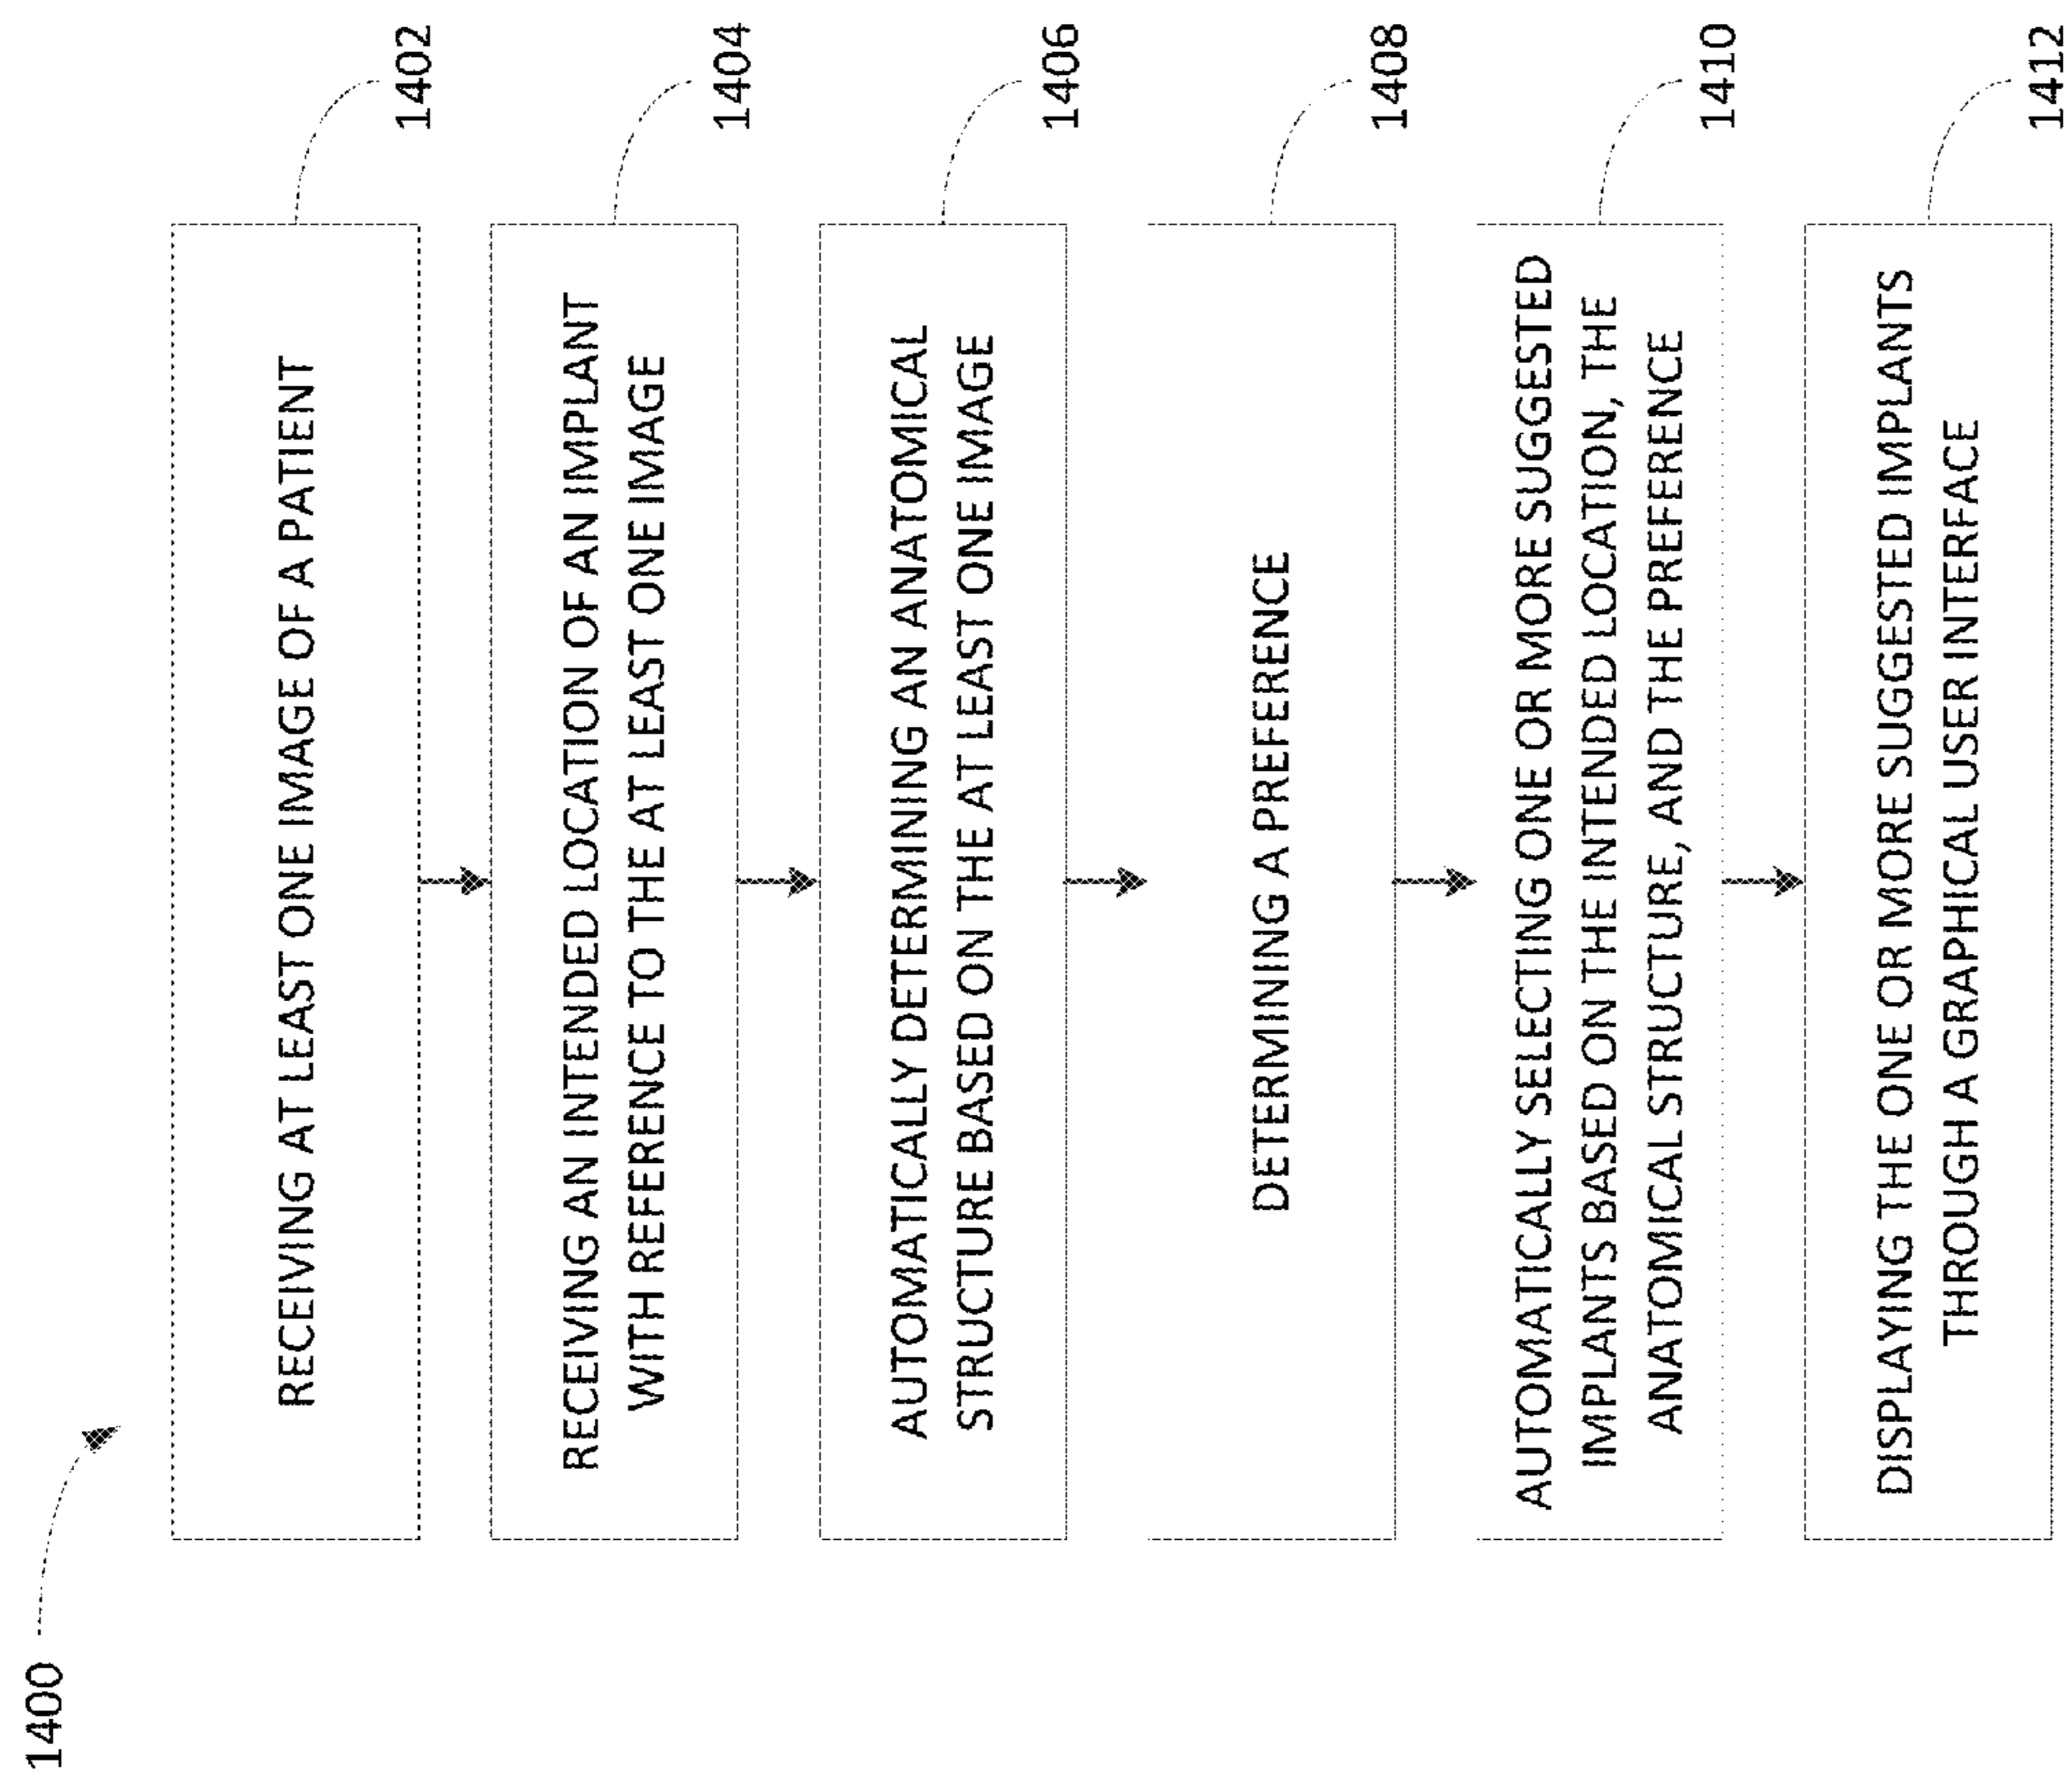 1400
RECEIVING AT LEAST ONE IMAGE OF A PATIENT
1402
RECEIVING AN INTENDED LOCATION OF AN IMPLANT
WITH REFERENCE TO THE AT LEAST ONE IMAGE
1404
AUTOMATICALLY DETERMINING AN ANATOMICAL
STRUCTURE BASED ON THE AT LEAST ONE IMAGE
1406
DETERMINING A PREFERENCE
1408
AUTOMATICALLY SELECTING ONE OR MORE SUGGESTED
IMPLANTS BASED ON THE INTENDED LOCATION, THE
ANATOMICAL STRUCTURE, AND THE PREFERENCE
1410
DISPLAYING THE ONE OR MORE SUGGESTED IMPLANTS
THROUGH A GRAPHICAL USER INTERFACE
1412